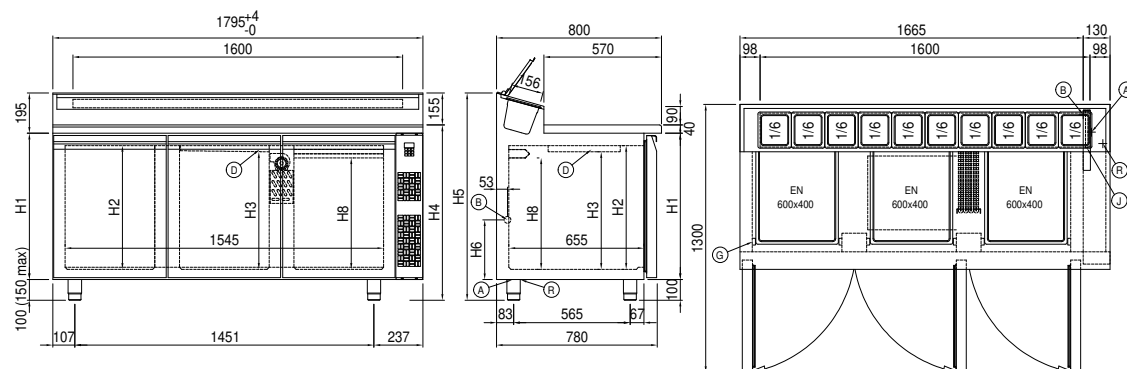 1795+4
-0
1600
195
155
D
H1
H2
H3
H8
H4
1545
100 (150 max)
107
1451
237
800
570
156
90
40
53
B
D
H5
H6
H8
H3
H2
H1
655
A
R
100
83
565
67
780
1665
130
98
1600
98
B
A
1/6 1/6 1/6 1/6 1/6 1/6 1/6 1/6 1/6 1/6
R
J
EN
600x400
EN
600x400
EN
600x400
G
1300